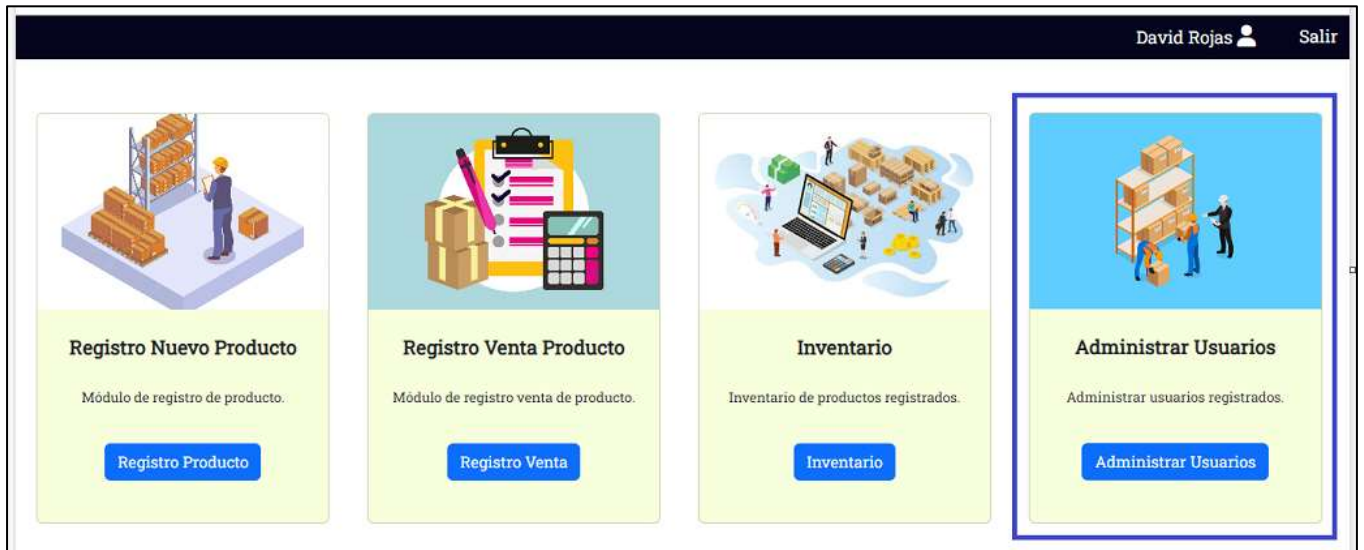 David Rojas
Salir
Registro Nuevo Producto
Módulo de registro de producto.
Registro Producto
Registro Venta Producto
Módulo de registro venta de producto.
Registro Venta
Inventario
Inventario de productos registrados.
Inventario
Administrar Usuarios
Administrar usuarios registrados.
Administrar Usuarios